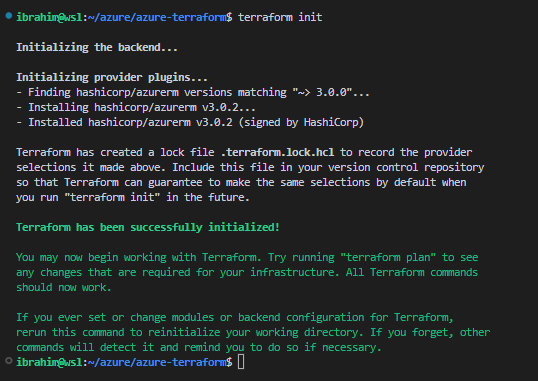 ibrahim@wsl:~/azure/azure-terraform$ terraform init
Initializing the backend...
Initializing provider plugins...
- Finding hashicorp/azurerm versions matching "~> 3.0.0"...
- Installing hashicorp/azurerm v3.0.2...
- Installed hashicorp/azurerm v3.0.2 (signed by HashiCorp)
Terraform has created a lock file .terraform.lock.hcl to record the provider
selections it made above. Include this file in your version control repository
so that Terraform can guarantee to make the same selections by default when
you run "terraform init" in the future.
Terraform has been successfully initialized!
You may now begin working with Terraform. Try running "terraform plan" to see
any changes that are required for your infrastructure. All Terraform commands
should now work.
If you ever set or change modules or backend configuration for Terraform,
rerun this command to reinitialize your working directory. If you forget, other
commands will detect it and remind you to do so if necessary.
ibrahim@wsl:~/azure/azure-terraform$